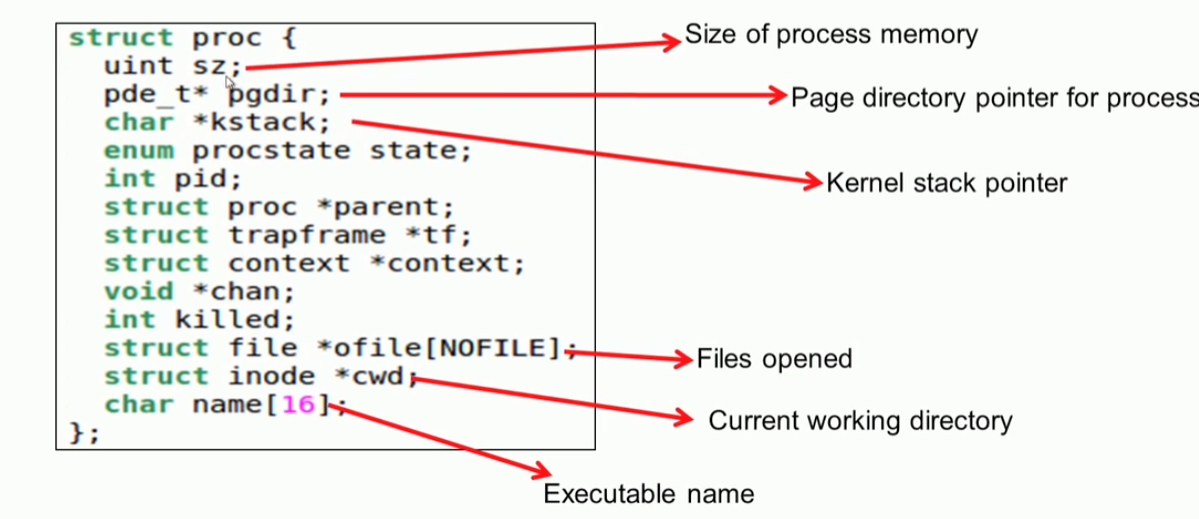 struct proc {
uint sz;
pde_t* pgdir;
char *kstack;
enum procstate state;
int pid;
struct proc *parent;
struct trapframe *tf;
struct context *context;
void *chan;
int killed;
struct file *ofile[NOFILE];
struct inode *cwd;
char name[16];
};
Size of process memory
Page directory pointer for process
Kernel stack pointer
Files opened
Current working directory
Executable name